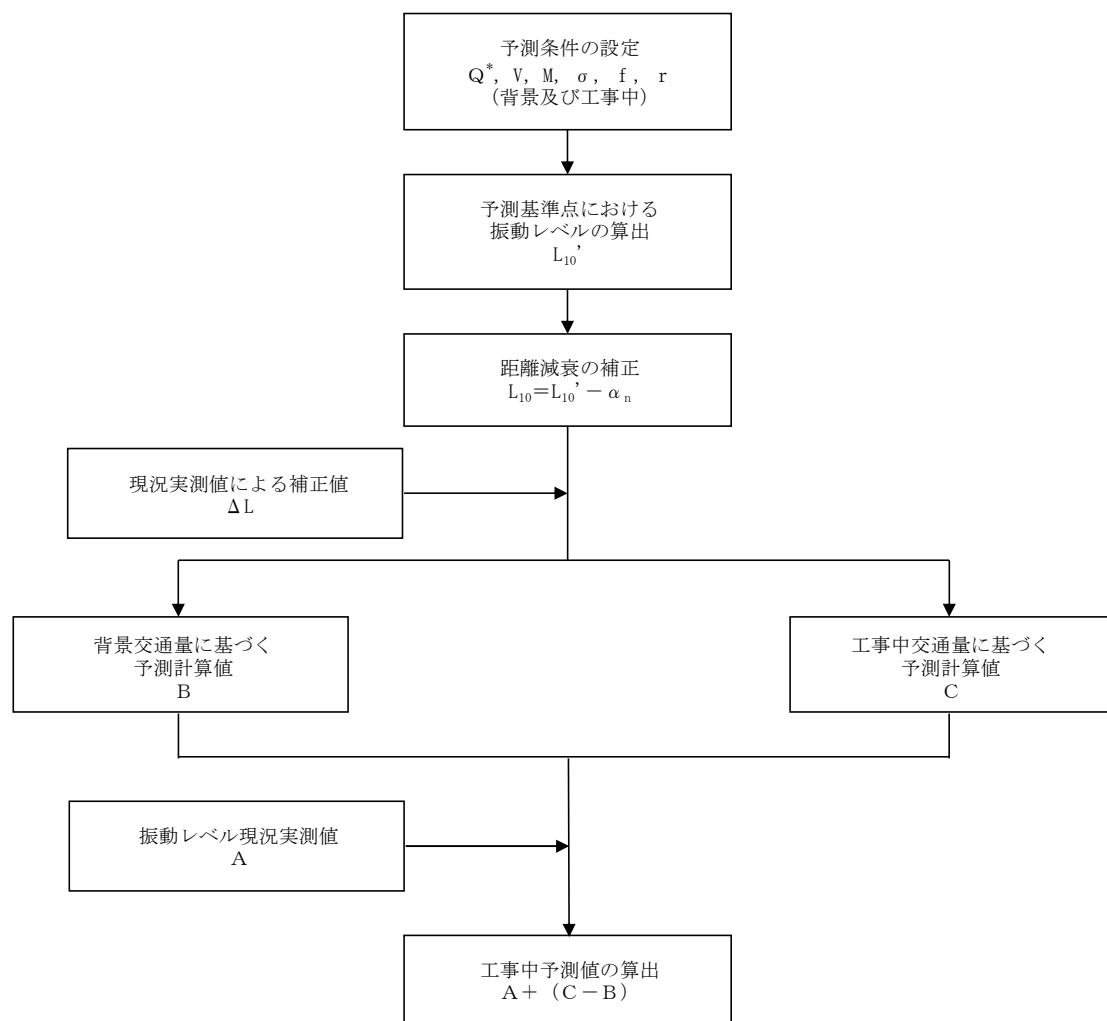 予測条件の設定
Q*, V, M, σ, f, r
(背景及び工事中)
予測基準点における
振動レベルの算出
L₁₀'
距離減衰の補正
L₁₀=L₁₀'-αₙ
現況実測値による補正値
ΔL
背景交通量に基づく
予測計算値
B
工事中交通量に基づく
予測計算値
C
振動レベル現況実測値
A
工事中予測値の算出
A+(C-B)